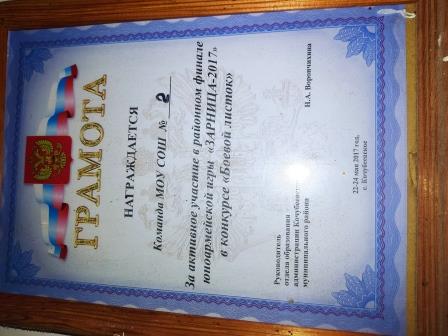 ГРАМОТА
НАГРАЖДАЕТСЯ
Команда МОУ СОШ № 2
За активное участие в районном финале
юнармейской игры «ЗАРНИЦА-2017»
в конкурсе «Боевой листок»
Руководитель
отдела образования
администрации Кочубеевского
муниципального района Н.А. Ворончихина
22-24 мая 2017 год,
с. Кочубеевское